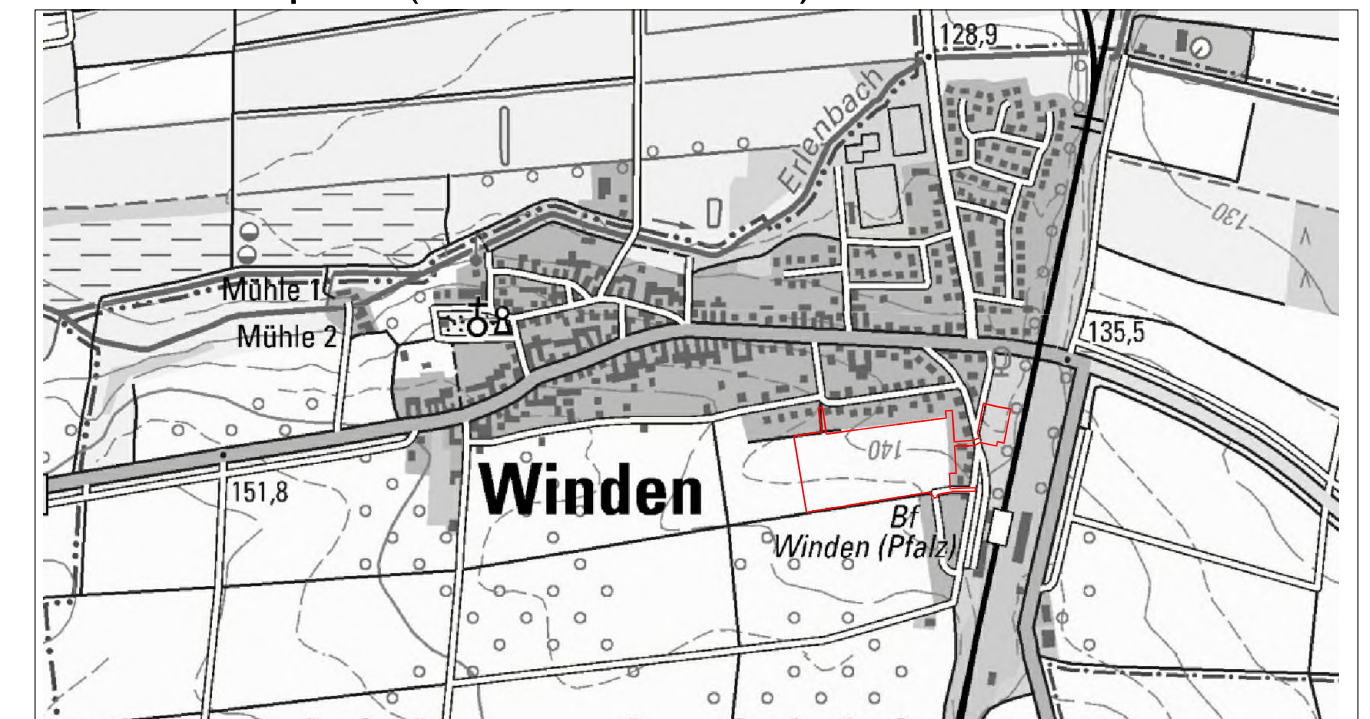 128,9
Erlenbach
130
Mühle 1
Mühle 2
135,5
140
151,8
Winden
Bf
Winden (Pfalz)